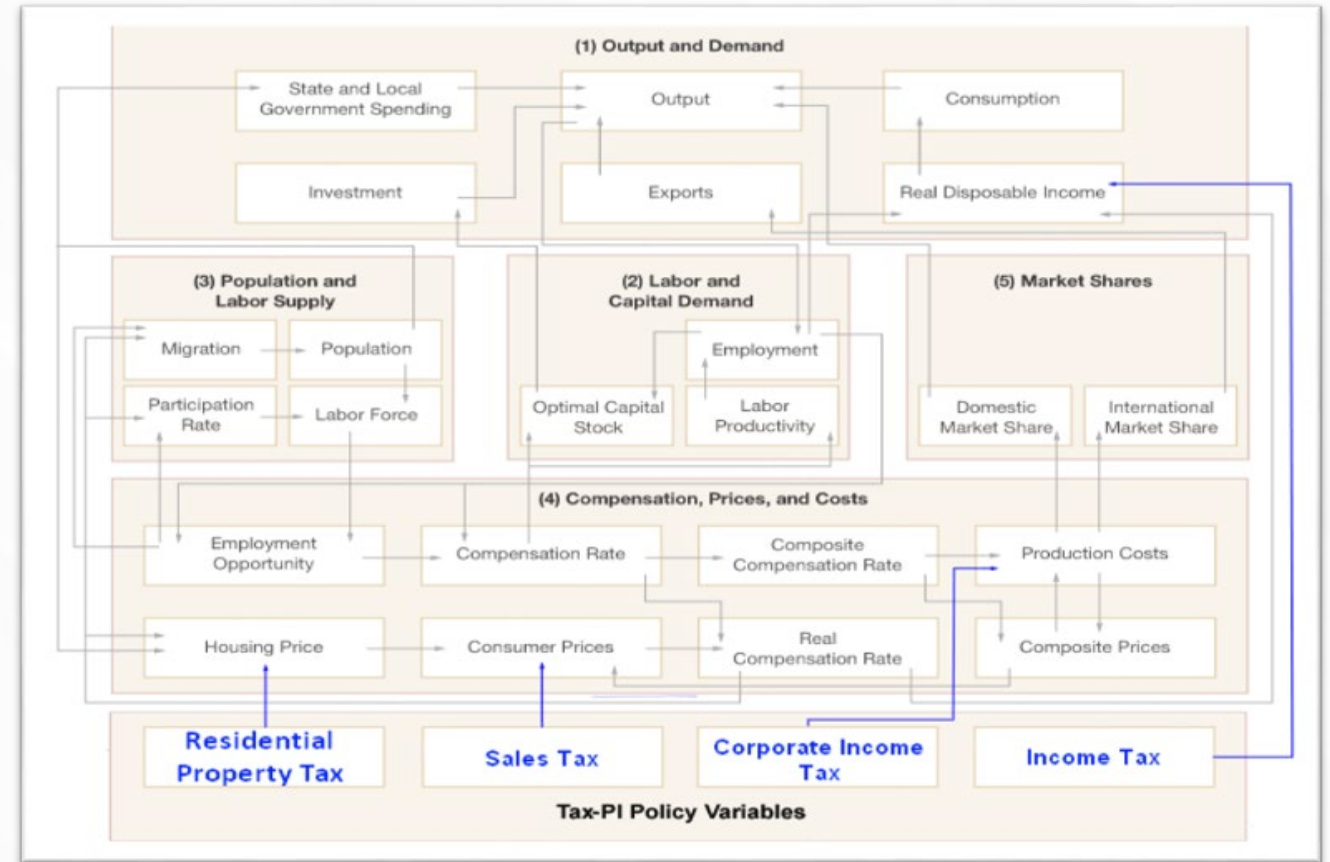 (1) Output and Demand
State and Local
Government Spending
Output
Consumption
Investment
Exports
Real Disposable Income
(3) Population and
Labor Supply
Migration
Population
Participation
Rate
Labor Force
(2) Labor and
Capital Demand
Employment
Optimal Capital
Stock
Labor
Productivity
(5) Market Shares
Domestic
Market Share
International
Market Share
(4) Compensation, Prices, and Costs
Employment
Opportunity
Compensation Rate
Composite
Compensation Rate
Production Costs
Housing Price
Consumer Prices
Real
Compensation Rate
Composite Prices
Residential
Property Tax
Sales Tax
Corporate Income
Tax
Income Tax
Tax-PI Policy Variables